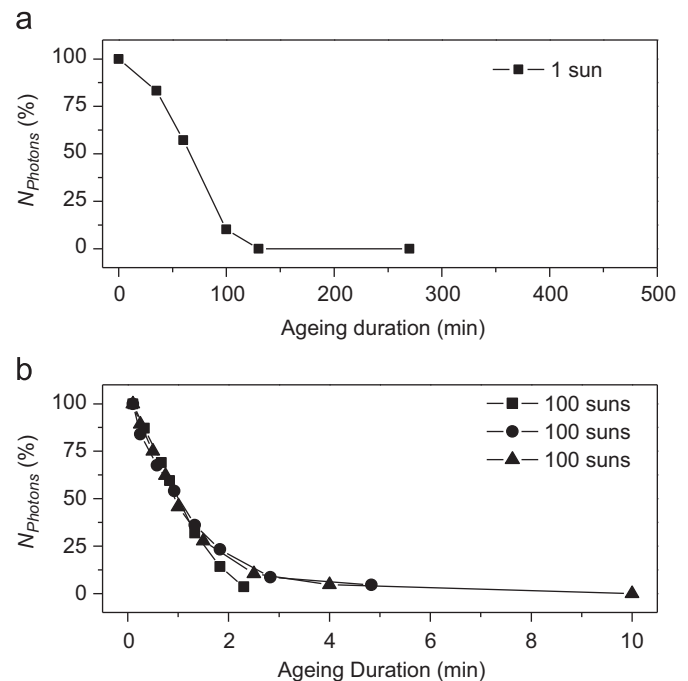 a
100
75
50
25
0
N_Photons (%)
1 sun
0 100 200 300 400 500
Ageing duration (min)
b
100
75
50
25
0
N_Photons (%)
100 suns
100 suns
100 suns
0 2 4 6 8 10
Ageing Duration (min)